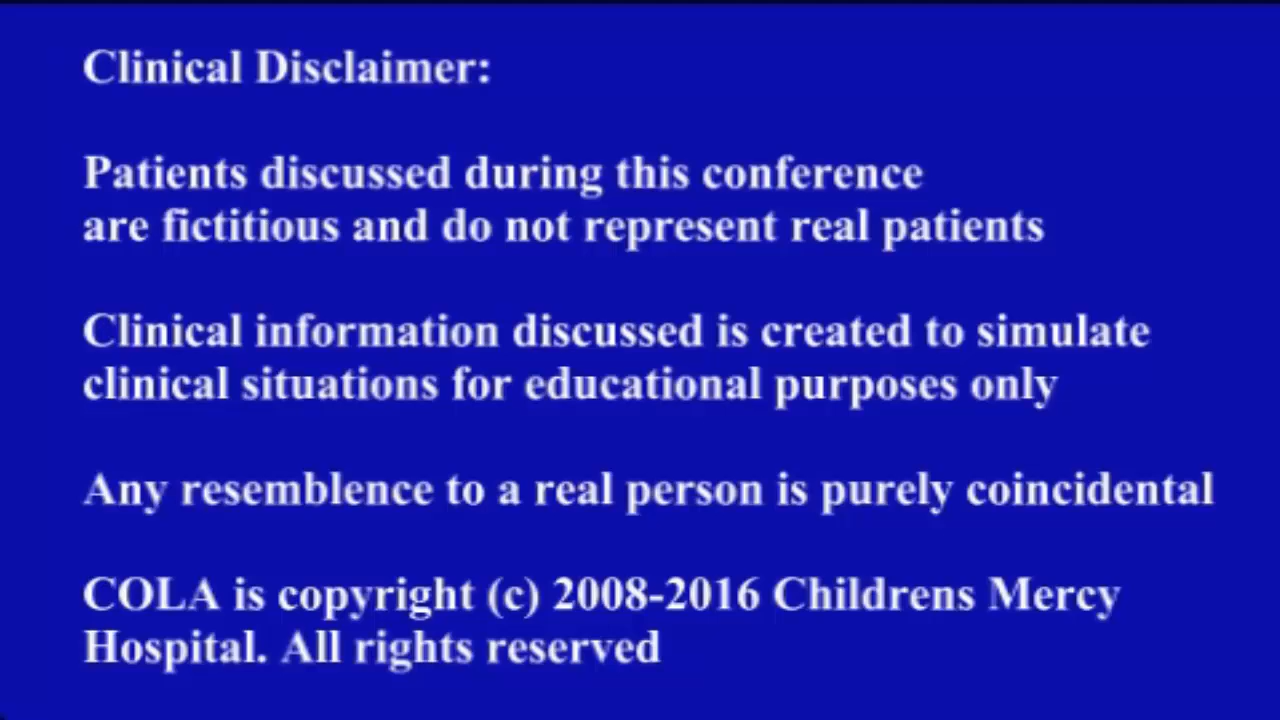 Clinical Disclaimer:
Patients discussed during this conference
are fictitious and do not represent real patients
Clinical information discussed is created to simulate
clinical situations for educational purposes only
Any resemblence to a real person is purely coincidental
COLA is copyright (c) 2008-2016 Childrens Mercy
Hospital. All rights reserved